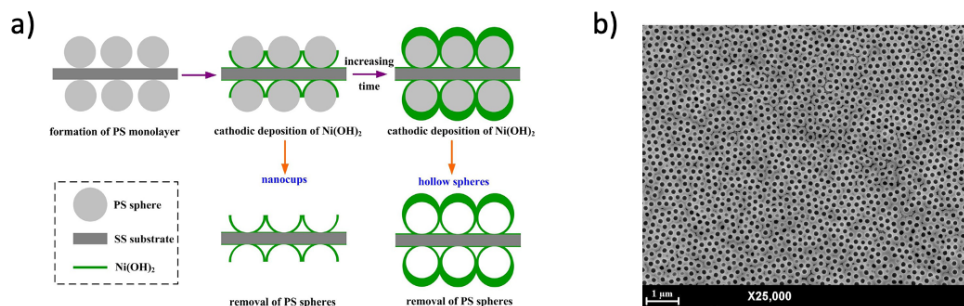 a)
increasing
time
formation of PS monolayer
cathodic deposition of Ni(OH)₂
cathodic deposition of Ni(OH)₂
nanocups
hollow spheres
PS sphere
SS substrate
Ni(OH)₂
removal of PS spheres
removal of PS spheres
b)
1 μm
X25,000